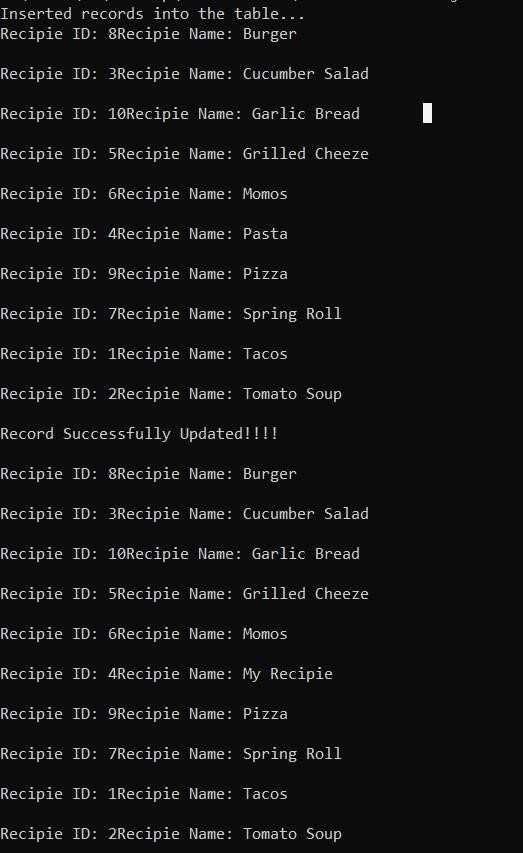 Inserted records into the table...
Recipie ID: 8Recipie Name: Burger
Recipie ID: 3Recipie Name: Cucumber Salad
Recipie ID: 10Recipie Name: Garlic Bread
Recipie ID: 5Recipie Name: Grilled Cheeze
Recipie ID: 6Recipie Name: Momos
Recipie ID: 4Recipie Name: Pasta
Recipie ID: 9Recipie Name: Pizza
Recipie ID: 7Recipie Name: Spring Roll
Recipie ID: 1Recipie Name: Tacos
Recipie ID: 2Recipie Name: Tomato Soup
Record Successfully Updated!!!!
Recipie ID: 8Recipie Name: Burger
Recipie ID: 3Recipie Name: Cucumber Salad
Recipie ID: 10Recipie Name: Garlic Bread
Recipie ID: 5Recipie Name: Grilled Cheeze
Recipie ID: 6Recipie Name: Momos
Recipie ID: 4Recipie Name: My Recipie
Recipie ID: 9Recipie Name: Pizza
Recipie ID: 7Recipie Name: Spring Roll
Recipie ID: 1Recipie Name: Tacos
Recipie ID: 2Recipie Name: Tomato Soup